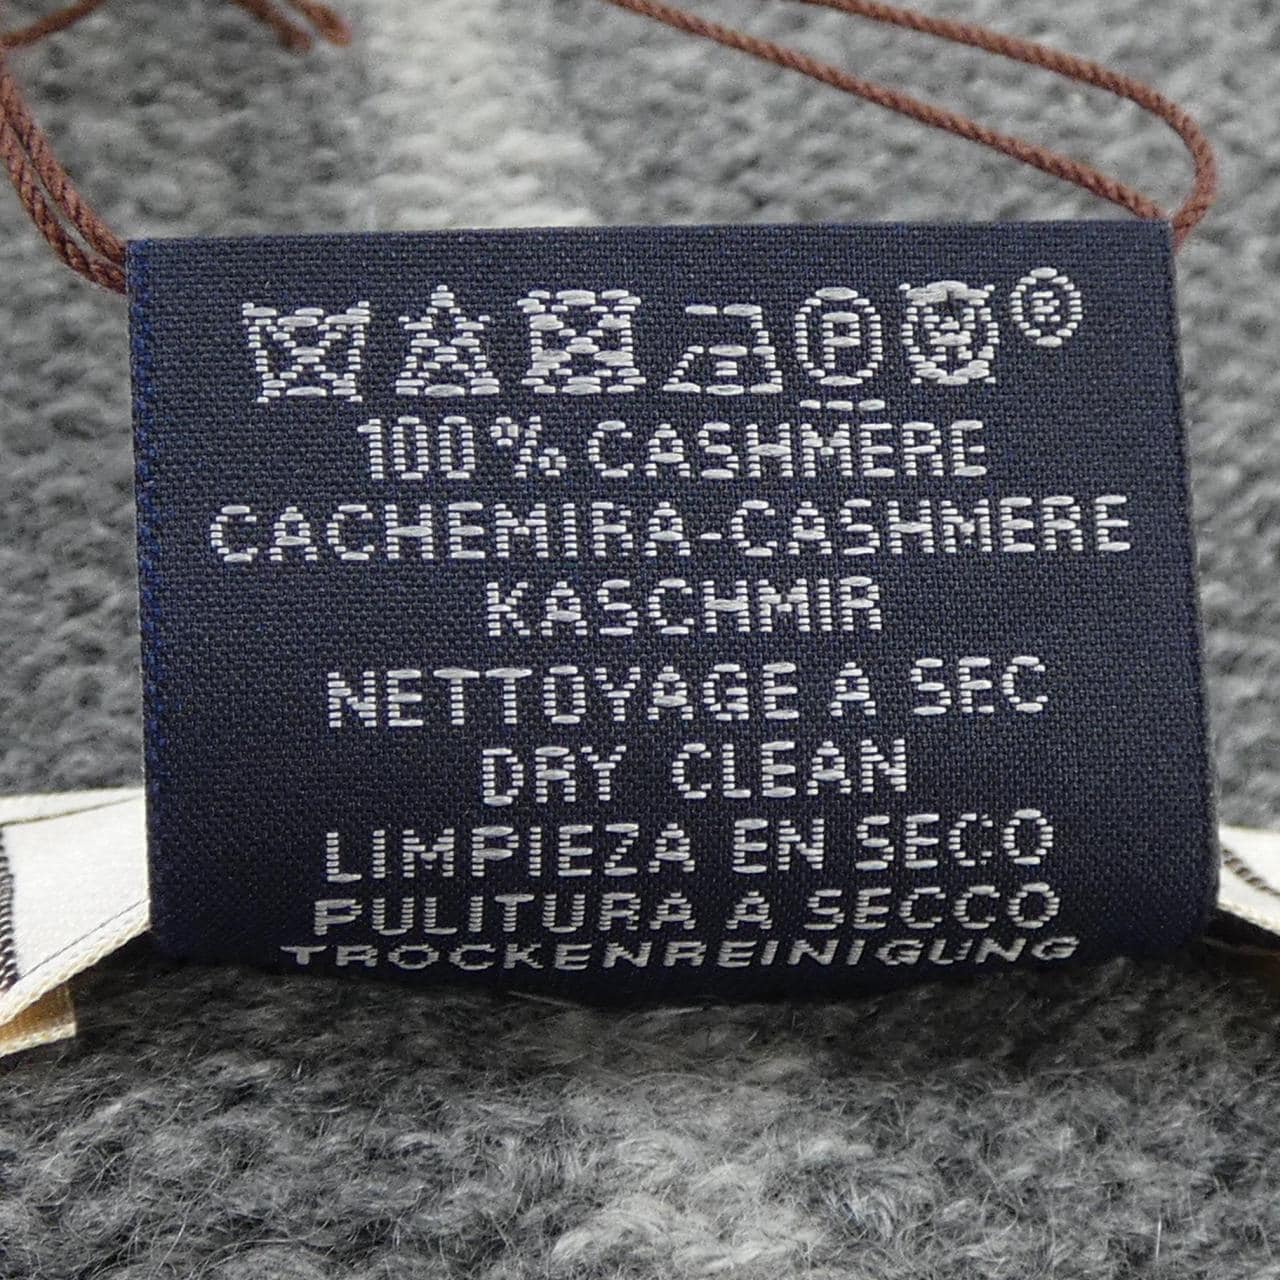 P W ®
100% CASHMERE
CACHEMIRA-CASHMERE
KASCHMIR
NETTOYAGE A SEC
DRY CLEAN
LIMPIEZA EN SECO
PULITURA A SECCO
TROCKENREINIGUNG